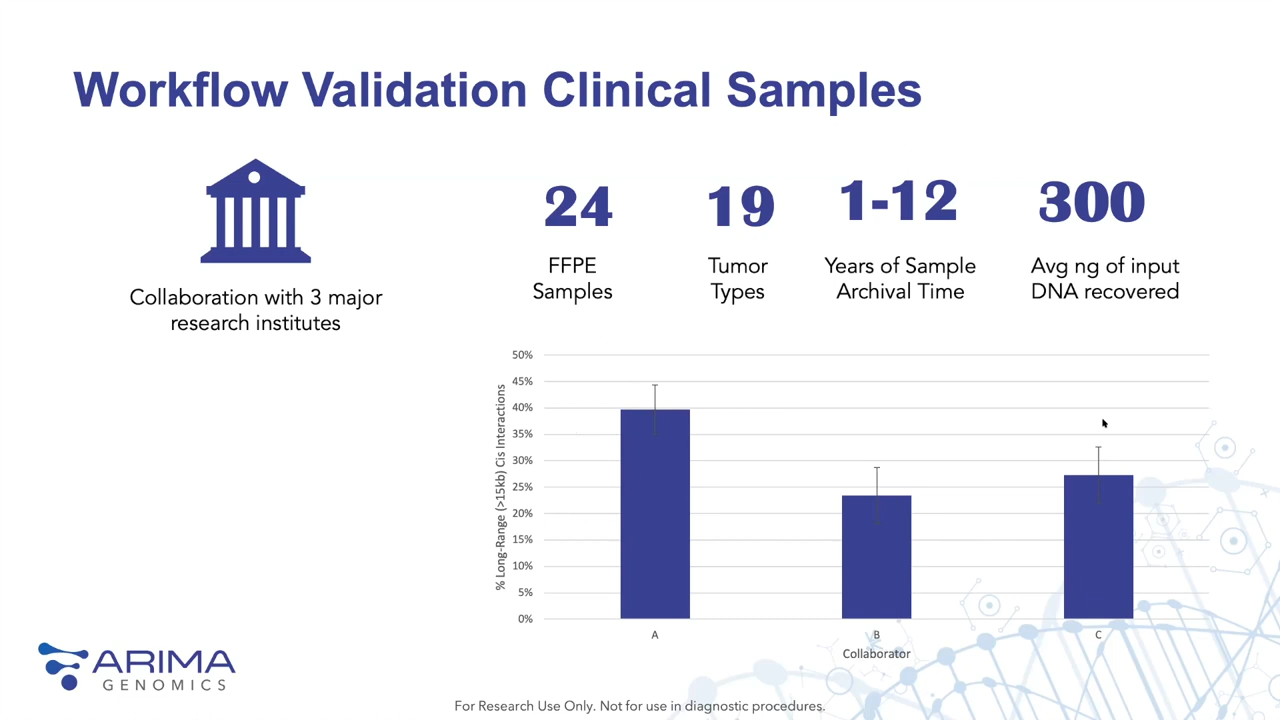 Workflow Validation Clinical Samples
Collaboration with 3 major
research institutes
24
FFPE
Samples
19
Tumor
Types
1-12
Years of Sample
Archival Time
300
Avg ng of input
DNA recovered
% Long-Range (>15kb) Cis Interactions
50%
45%
40%
35%
30%
25%
20%
15%
10%
5%
0%
A
B
C
Collaborator
ARIMA
GENOMICS
For Research Use Only. Not for use in diagnostic procedures.